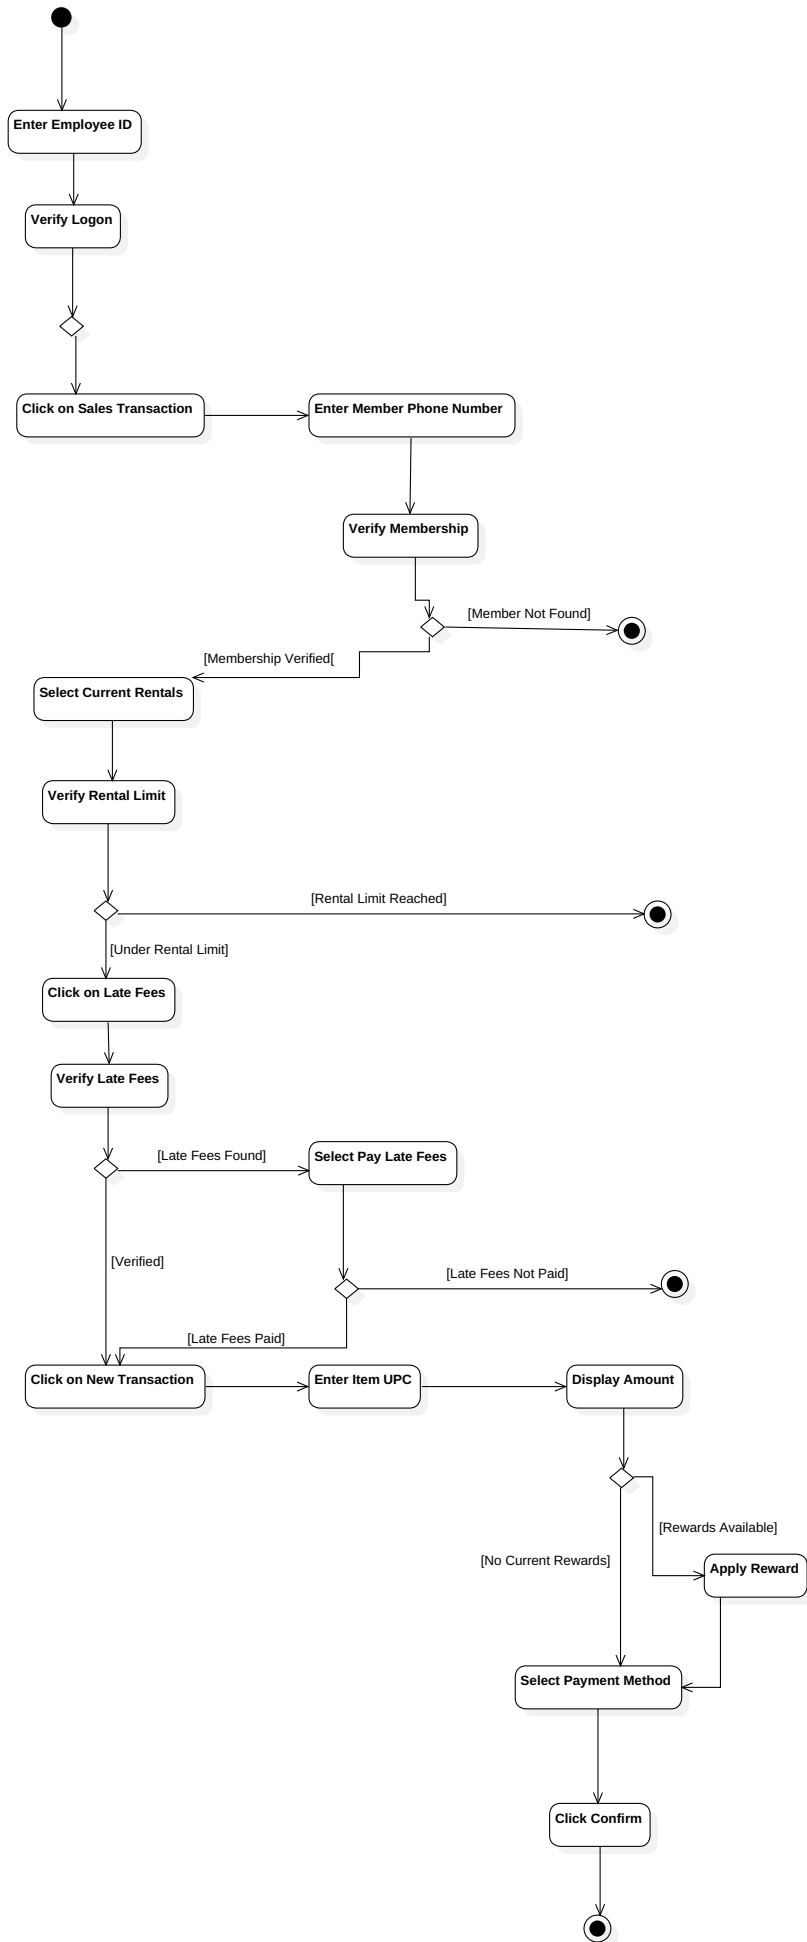 Enter Employee ID
Verify Logon
Click on Sales Transaction
Enter Member Phone Number
Verify Membership
[Member Not Found]
[Membership Verified[
Select Current Rentals
Verify Rental Limit
[Rental Limit Reached]
[Under Rental Limit]
Click on Late Fees
Verify Late Fees
[Late Fees Found]
Select Pay Late Fees
[Verified]
[Late Fees Not Paid]
[Late Fees Paid]
Click on New Transaction
Enter Item UPC
Display Amount
[Rewards Available]
[No Current Rewards]
Apply Reward
Select Payment Method
Click Confirm